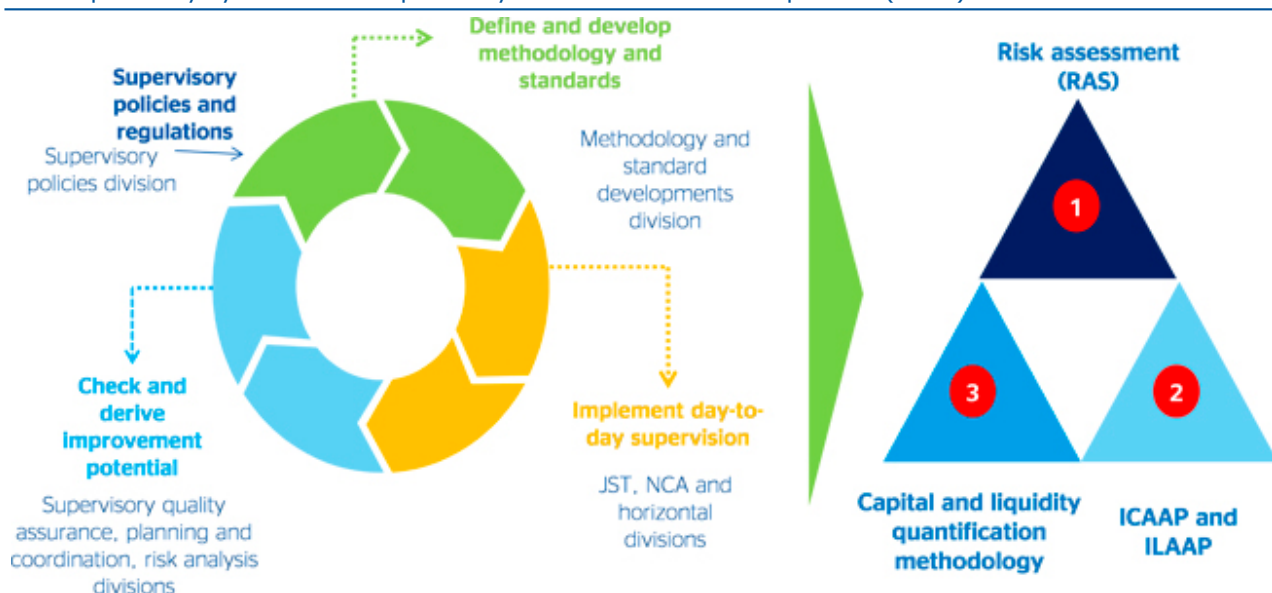 Define and develop
methodology and
standards
Supervisory
policies and
regulations
Supervisory
policies division
Methodology and
standard
developments
division
Check and
derive
improvement
potential
Supervisory quality
assurance, planning and
coordination, risk analysis
divisions
Implement day-to-
day supervision
JST, NCA and
horizontal
divisions
Risk assessment
(RAS)
1
3
2
Capital and liquidity
quantification
methodology
ICAAP and
ILAAP